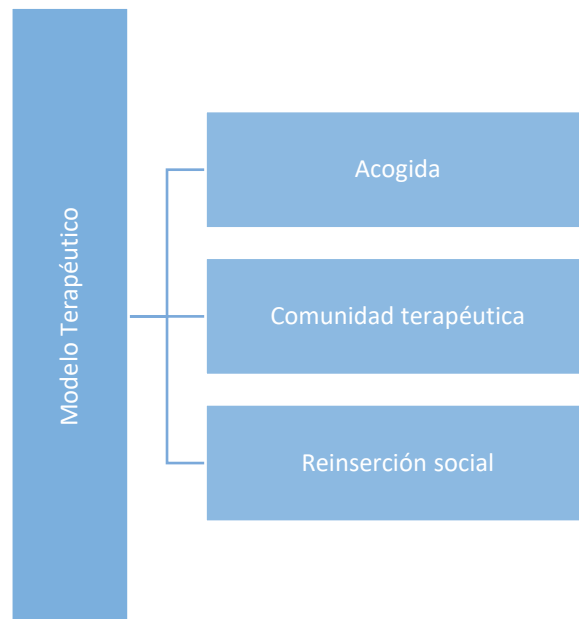 Modelo Terapéutico
Acogida
Comunidad terapéutica
Reinserción social